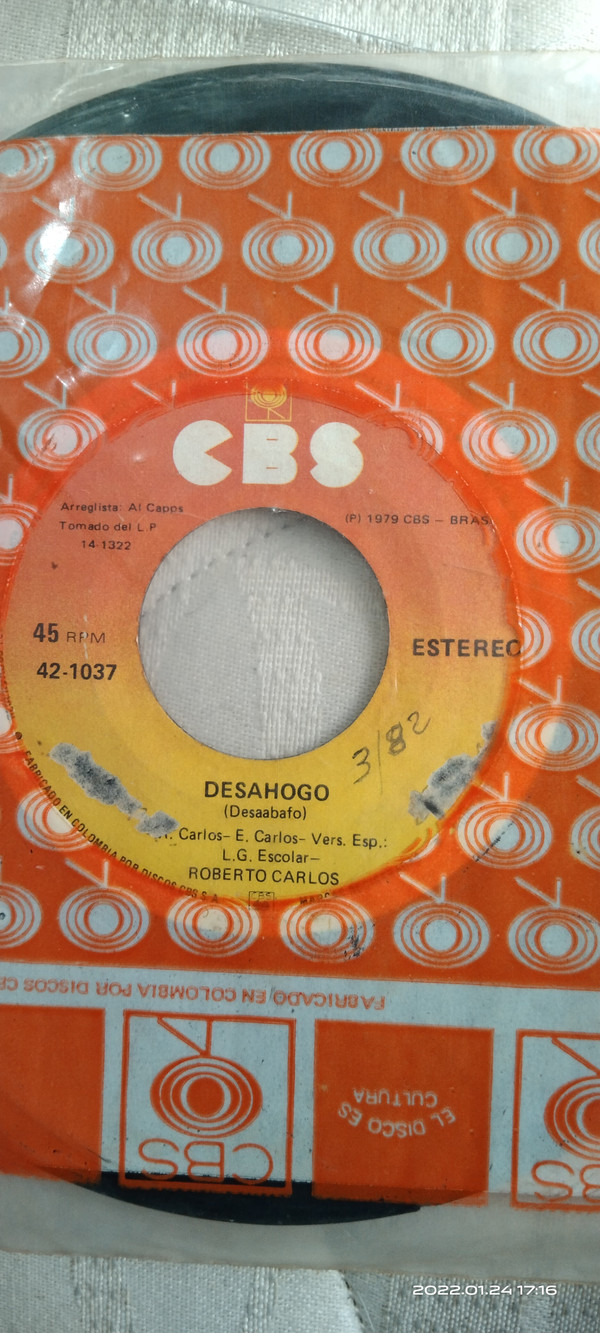 CBS
Arreglista: Al Capps
Tomado del L.P
14-1322
(P) 1979 CBS – BRAS
45 RPM
42-1037
ESTEREO
3/82
DESAHOGO
(Desaabafo)
. Carlos– E. Carlos– Vers. Esp.:
L.G. Escolar–
ROBERTO CARLOS
FABRICADO EN COLOMBIA POR DISCOS CBS S.A.
CBS
FABRICADO EN COLOMBIA POR DISCOS
CBS
EL DISCO ES
CULTURA
2022.01.24 17:16